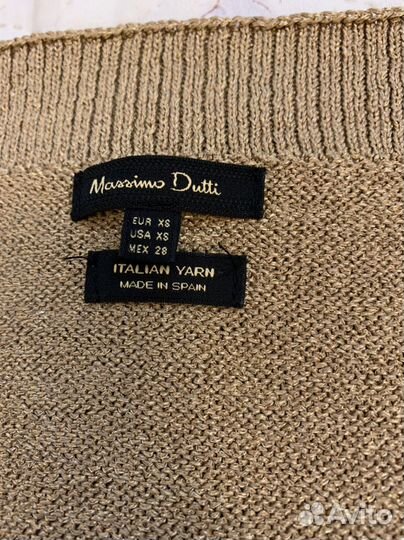 Massimo Dutti
EUR XS
USA XS
MEX 28
ITALIAN YARN
MADE IN SPAIN
Avito